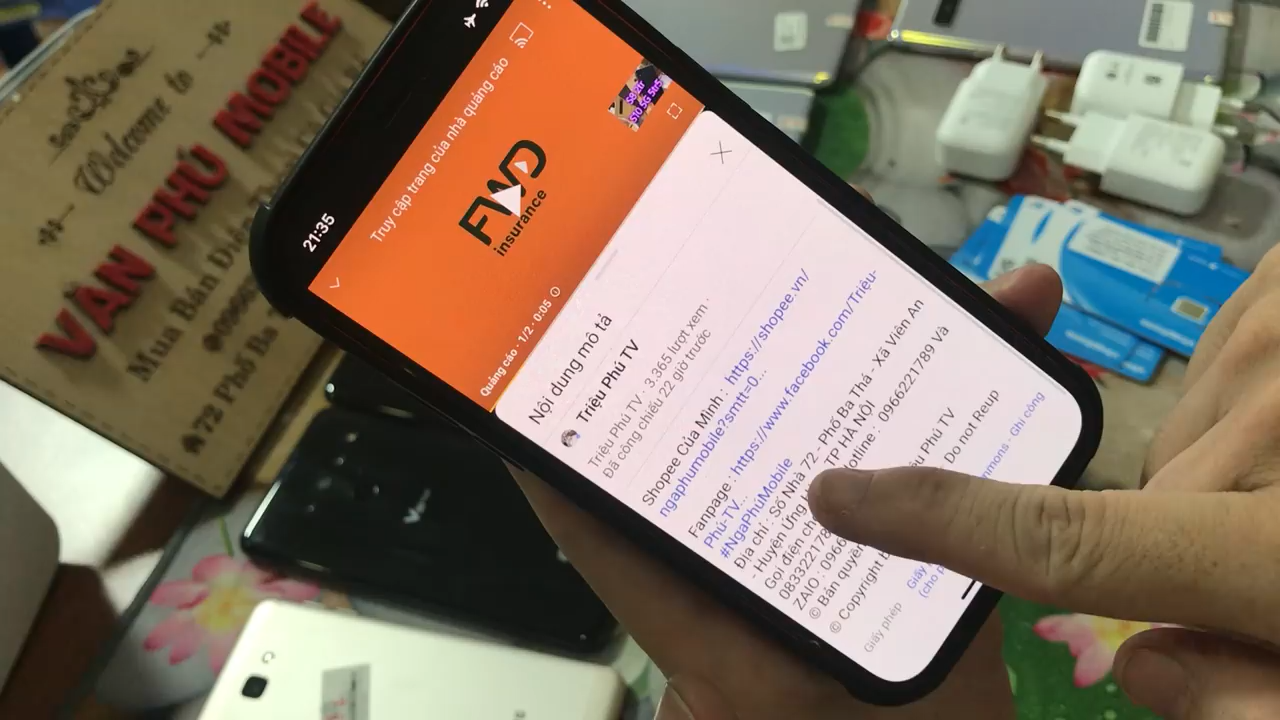 Welcome to
VĂN PHÚ MOBILE
Mua Bán
72 Phố Ba
21:35
Truy cập trang của nhà quảng cáo
FWD
insurance
Quảng cáo · 1/2 · 0:05
Nội dung mô tả
Triệu Phú TV
Triệu Phú TV · 3.365 lượt xem ·
Đã công chiếu 22 giờ trước
Shopee Của Mình : https://shopee.vn/
ngaphumobile?smtt=0...
Fanpage : https://www.facebook.com/Triệu-
Phú-TV...
#NgaPhúMobile
Địa chỉ : Số Nhà 72 - Phố Ba Thá - Xã Viên An
- Huyện Ứng TP HÀ NỘI
Gọi điện Hotline : 0966221789 Và
ZALO : 0966
© Bản quyền Phú TV
© Copyright Do not Reup
Giấy phép
- Ghi công